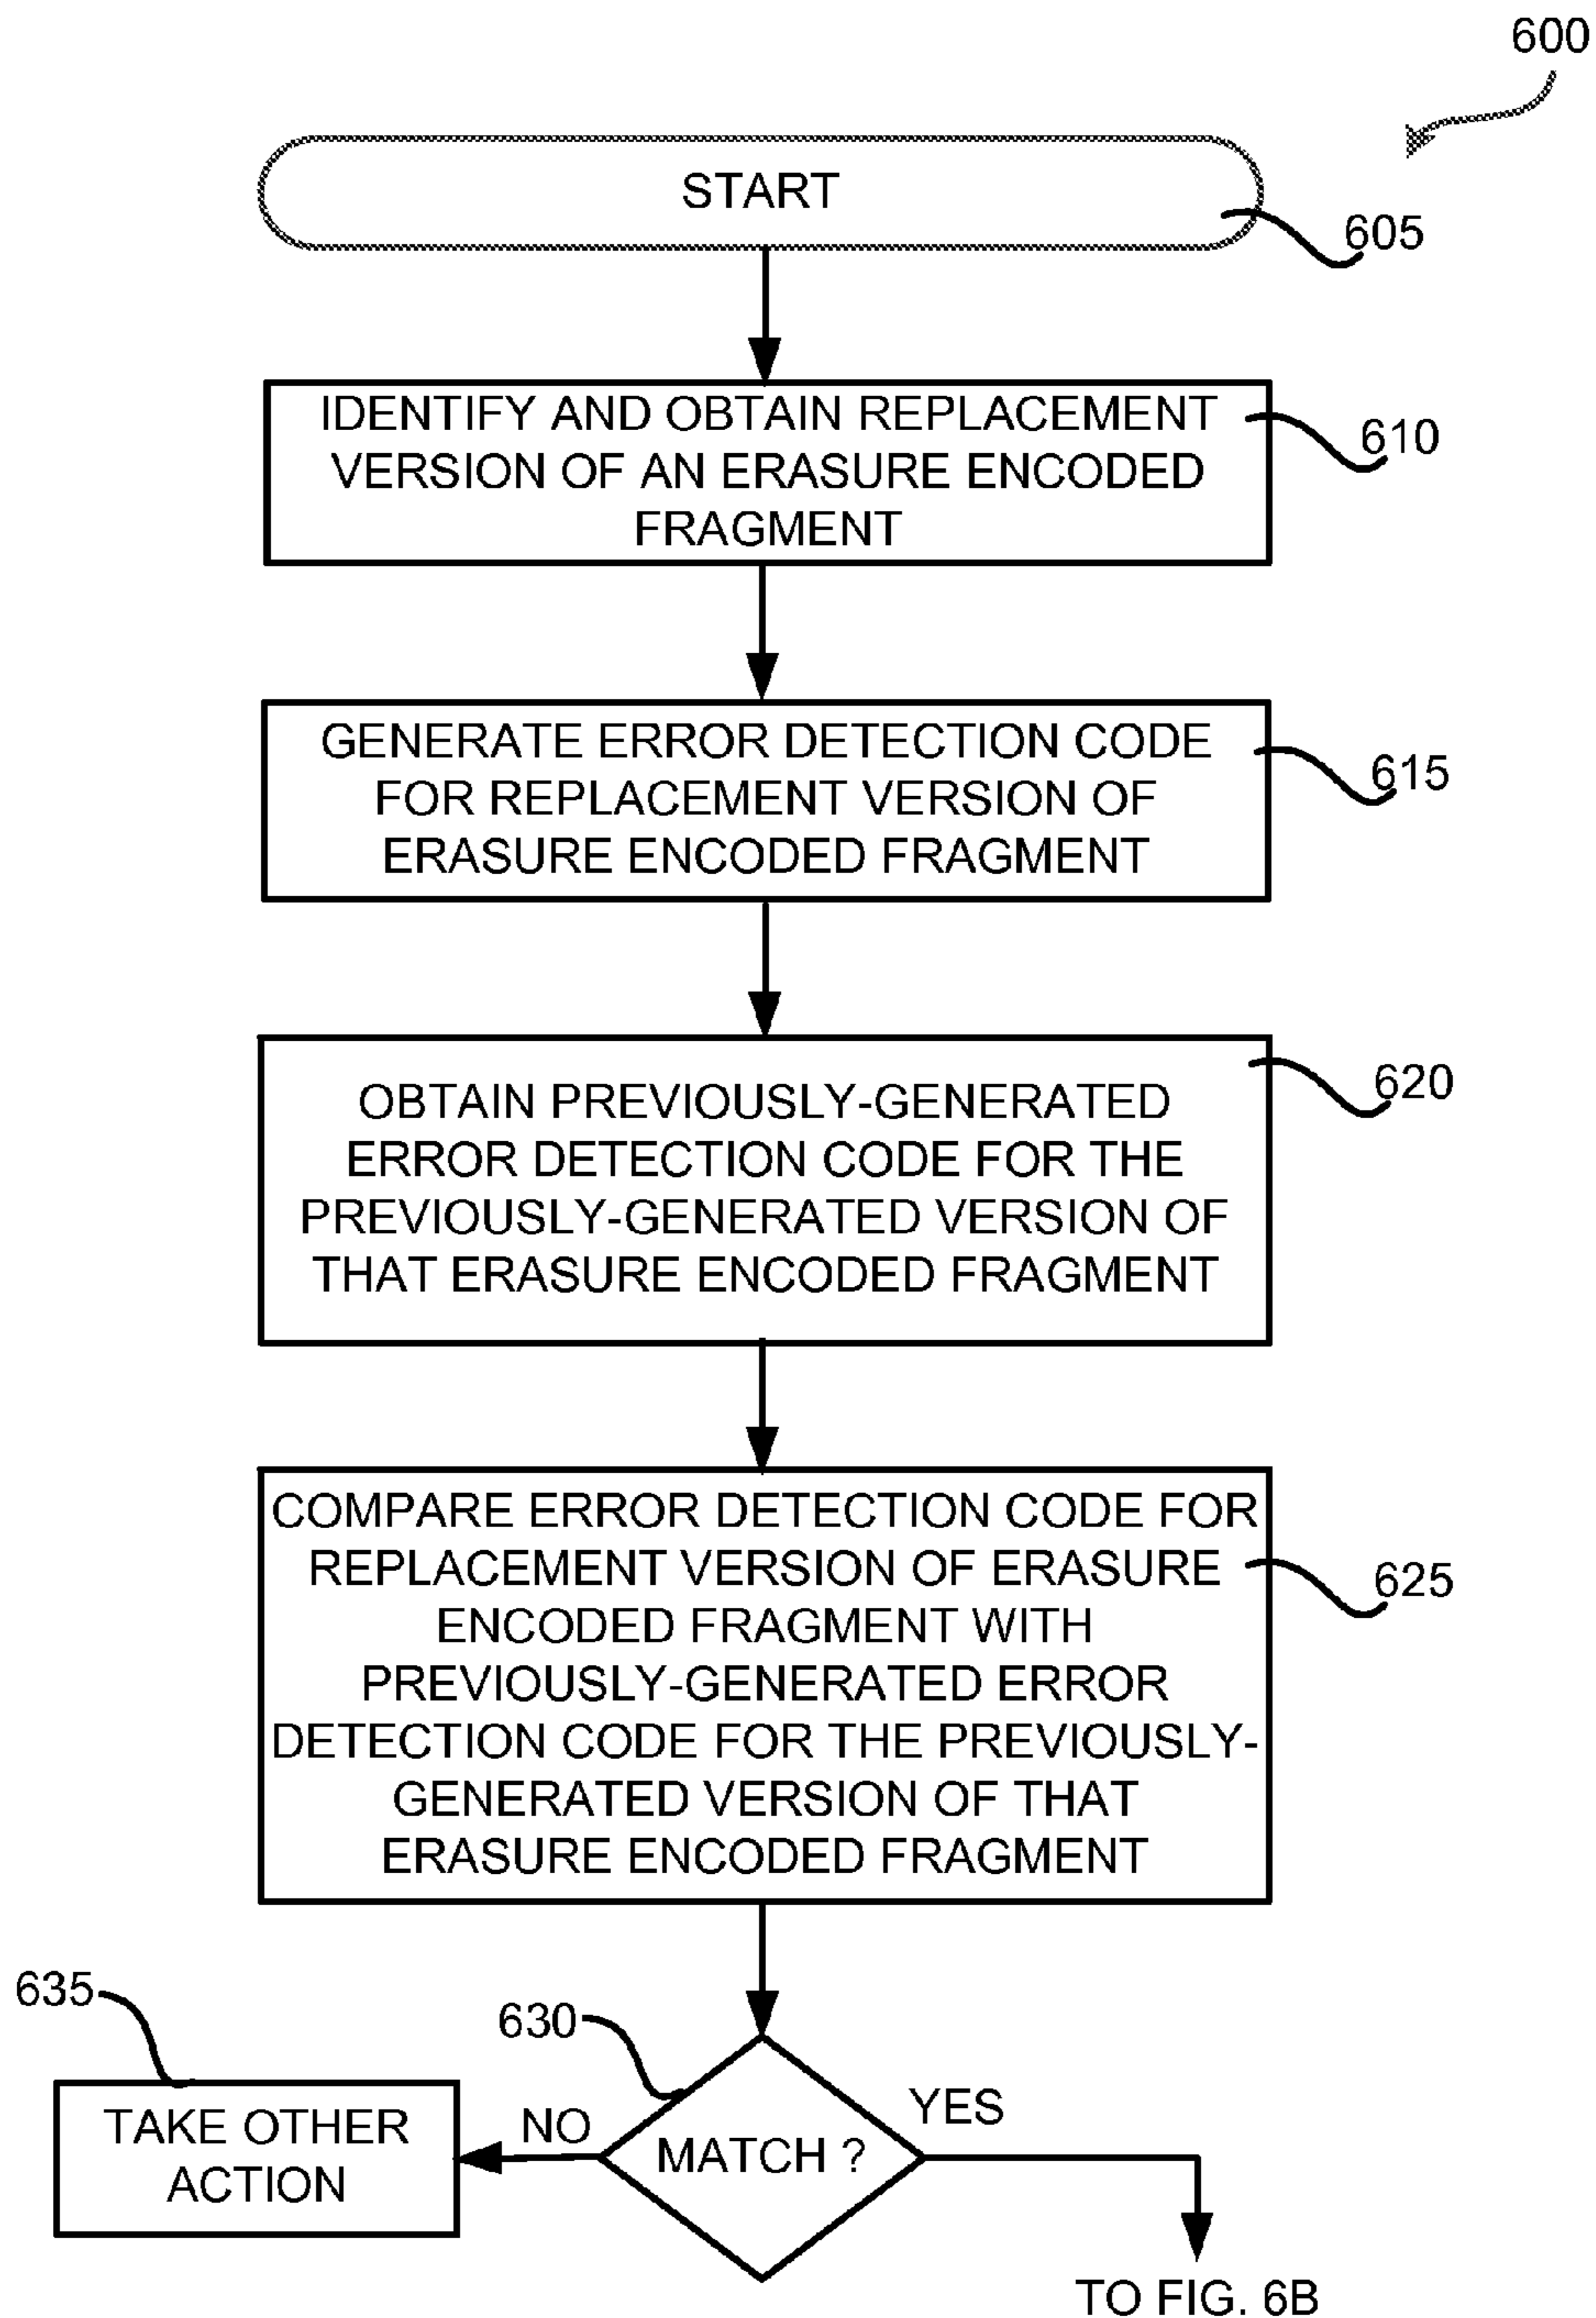 600
START
605
IDENTIFY AND OBTAIN REPLACEMENT
VERSION OF AN ERASURE ENCODED
FRAGMENT
610
GENERATE ERROR DETECTION CODE
FOR REPLACEMENT VERSION OF
ERASURE ENCODED FRAGMENT
615
OBTAIN PREVIOUSLY-GENERATED
ERROR DETECTION CODE FOR THE
PREVIOUSLY-GENERATED VERSION OF
THAT ERASURE ENCODED FRAGMENT
620
COMPARE ERROR DETECTION CODE FOR
REPLACEMENT VERSION OF ERASURE
ENCODED FRAGMENT WITH
PREVIOUSLY-GENERATED ERROR
DETECTION CODE FOR THE PREVIOUSLY-
GENERATED VERSION OF THAT
ERASURE ENCODED FRAGMENT
625
635
630
TAKE OTHER
ACTION
NO
MATCH ?
YES
TO FIG. 6B